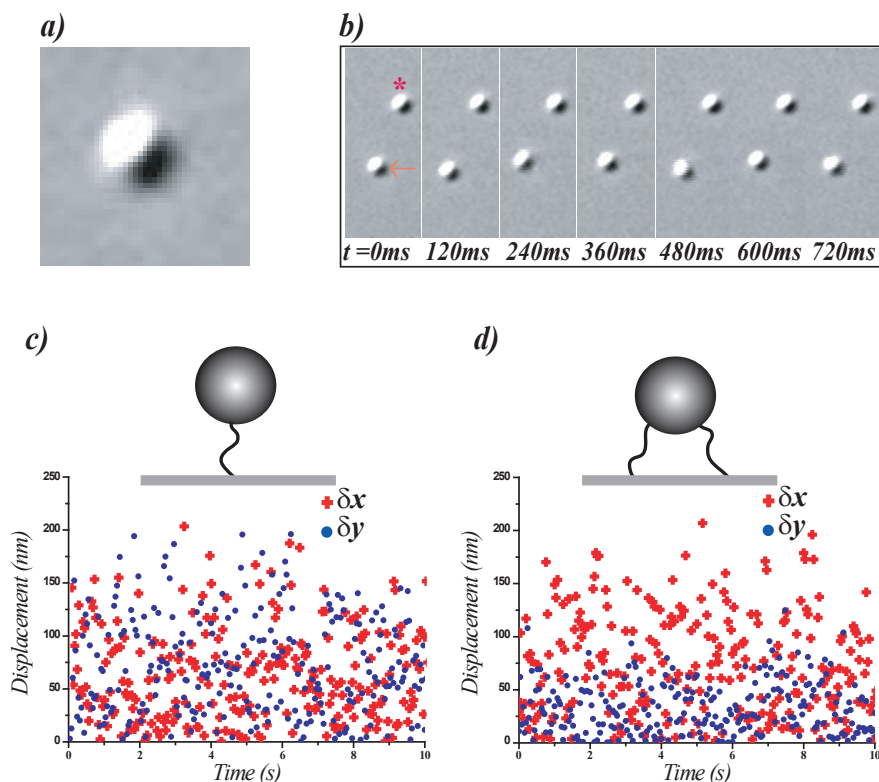 a)
b)
*
t =0ms 120ms 240ms 360ms 480ms 600ms 720ms
c)
d)
250
200
150
100
50
0
Displacement (nm)
δx
δy
0 2 4 6 8 10
Time (s)
250
200
150
100
50
0
Displacement (nm)
δx
δy
0 2 4 6 8 10
Time (s)